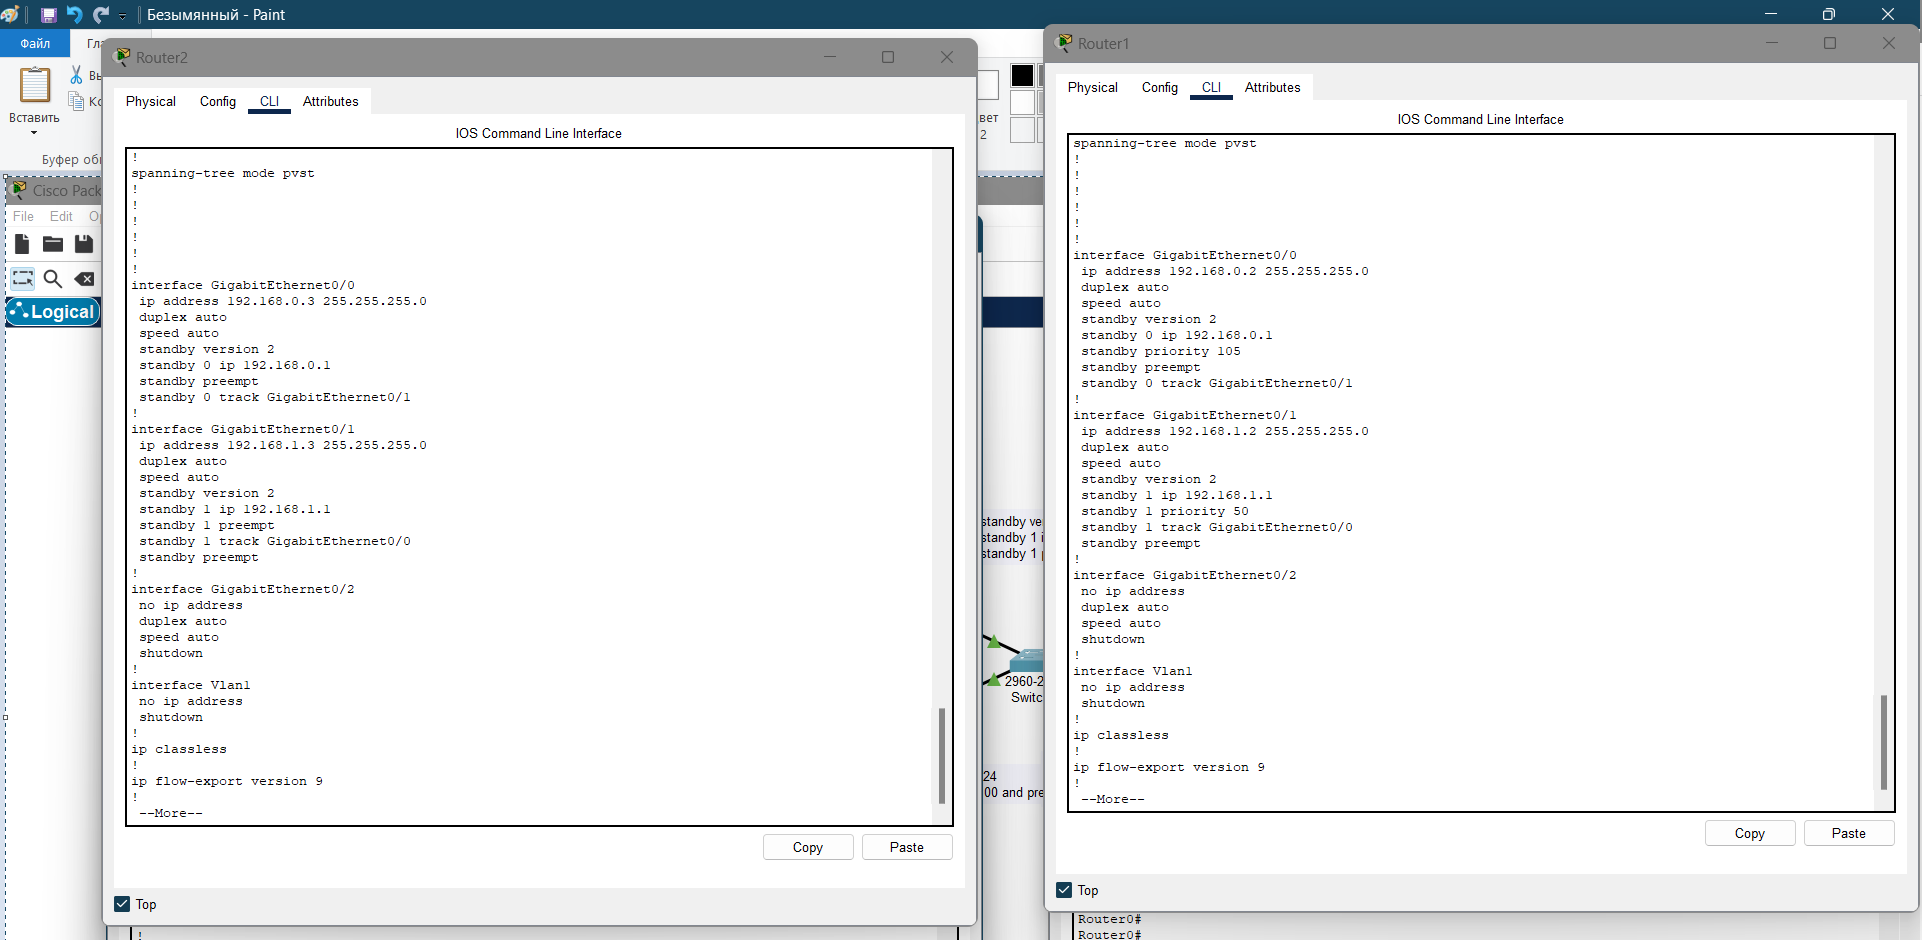 Безымянный - Paint
Файл
Гла
Вставить
Вы
Ко
Буфер об
вет
2
Cisco Pack
File Edit Op
Logical
Router2
Physical Config CLI Attributes
IOS Command Line Interface
!
spanning-tree mode pvst
!
!
!
!
!
!
interface GigabitEthernet0/0
ip address 192.168.0.3 255.255.255.0
duplex auto
speed auto
standby version 2
standby 0 ip 192.168.0.1
standby preempt
standby 0 track GigabitEthernet0/1
!
interface GigabitEthernet0/1
ip address 192.168.1.3 255.255.255.0
duplex auto
speed auto
standby version 2
standby 1 ip 192.168.1.1
standby 1 preempt
standby 1 track GigabitEthernet0/0
standby preempt
!
interface GigabitEthernet0/2
no ip address
duplex auto
speed auto
shutdown
!
interface Vlan1
no ip address
shutdown
!
ip classless
!
ip flow-export version 9
!
--More--
Copy Paste
Top
!
standby ve
standby 1 i
standby 1 p
2960-2
Switc
24
00 and pre
Router1
Physical Config CLI Attributes
IOS Command Line Interface
spanning-tree mode pvst
!
!
!
!
!
!
interface GigabitEthernet0/0
ip address 192.168.0.2 255.255.255.0
duplex auto
speed auto
standby version 2
standby 0 ip 192.168.0.1
standby priority 105
standby preempt
standby 0 track GigabitEthernet0/1
!
interface GigabitEthernet0/1
ip address 192.168.1.2 255.255.255.0
duplex auto
speed auto
standby version 2
standby 1 ip 192.168.1.1
standby 1 priority 50
standby 1 track GigabitEthernet0/0
standby preempt
!
interface GigabitEthernet0/2
no ip address
duplex auto
speed auto
shutdown
!
interface Vlan1
no ip address
shutdown
!
ip classless
!
ip flow-export version 9
!
--More--
Copy Paste
Top
Router0#
Router0#